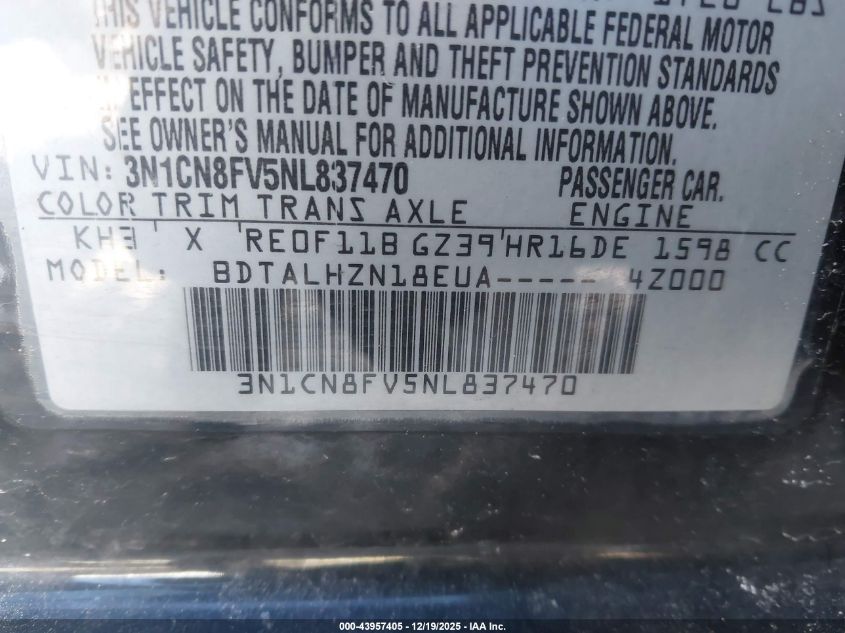 THIS VEHICLE CONFORMS TO ALL APPLICABLE FEDERAL MOTOR
VEHICLE SAFETY, BUMPER AND THEFT PREVENTION STANDARDS
IN EFFECT ON THE DATE OF MANUFACTURE SHOWN ABOVE.
SEE OWNER'S MANUAL FOR ADDITIONAL INFORMATION.
VIN: 3N1CN8FV5NL837470 PASSENGER CAR.
COLOR TRIM TRANS AXLE ENGINE
KH3 X RE0F11B GZ39 HR16DE 1598 CC
MODEL: BDTALHZN18EUA----- 4Z000
3N1CN8FV5NL837470
000-43957405 - 12/19/2025 - IAA Inc.